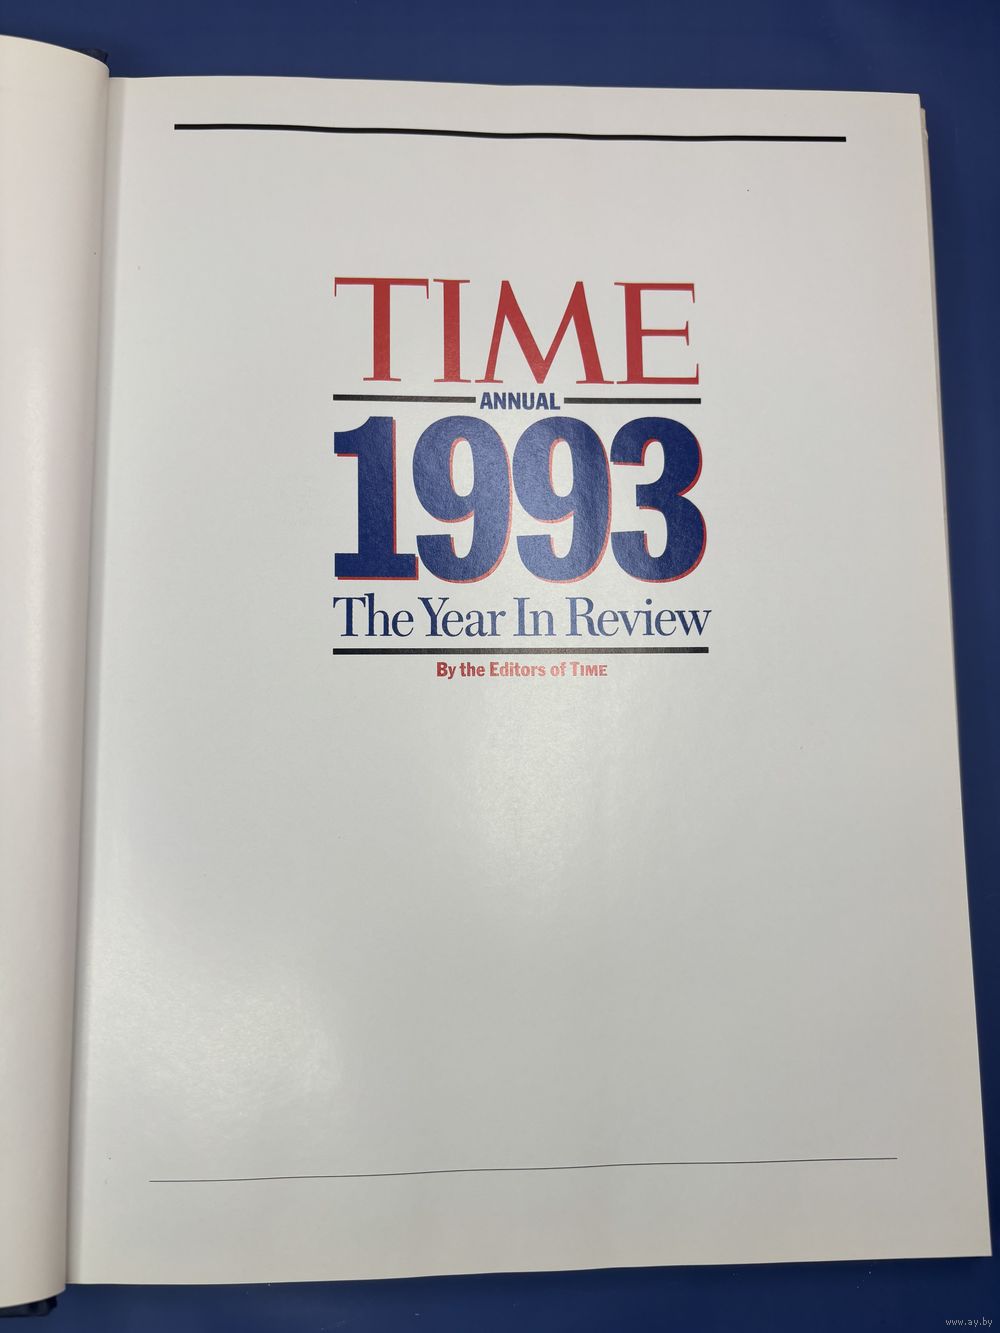 TIME
ANNUAL
1993
The Year In Review
By the Editors of TIME
www.ay.by